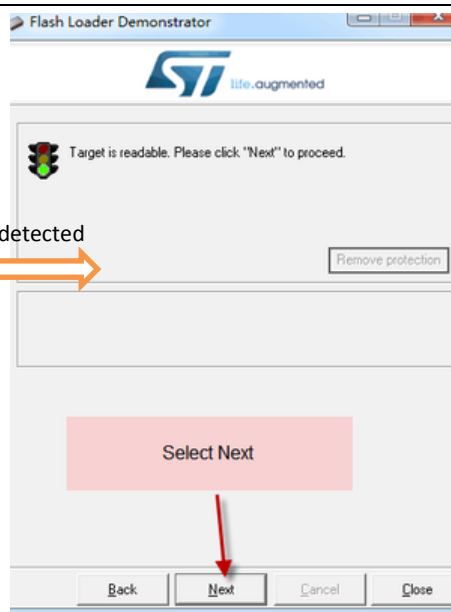 Flash Loader Demonstrator
ST life.augmented
Target is readable. Please click "Next" to proceed.
detected
Remove protection
Select Next
Back Next Cancel Close